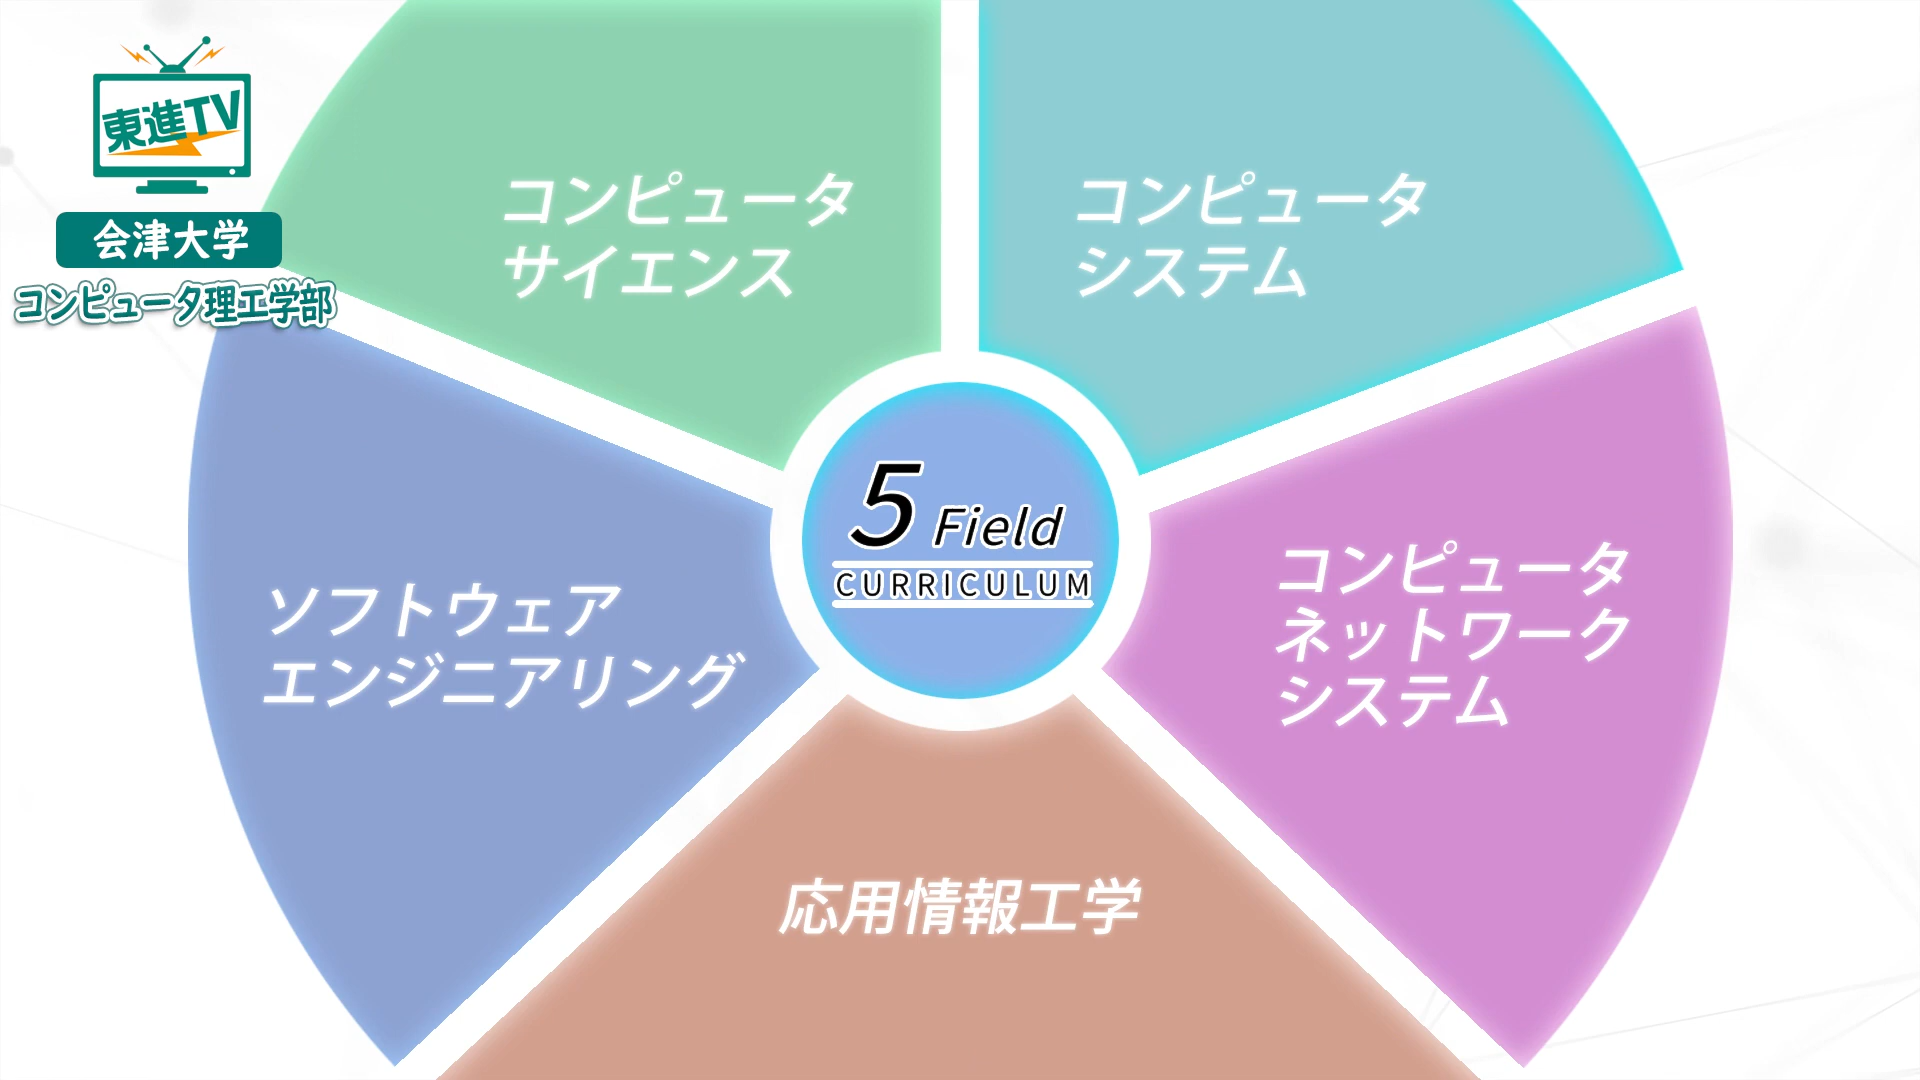 東進TV
会津大学
コンピュータ理工学部
コンピュータ
サイエンス
コンピュータ
システム
5 Field
CURRICULUM
ソフトウェア
エンジニアリング
コンピュータ
ネットワーク
システム
応用情報工学